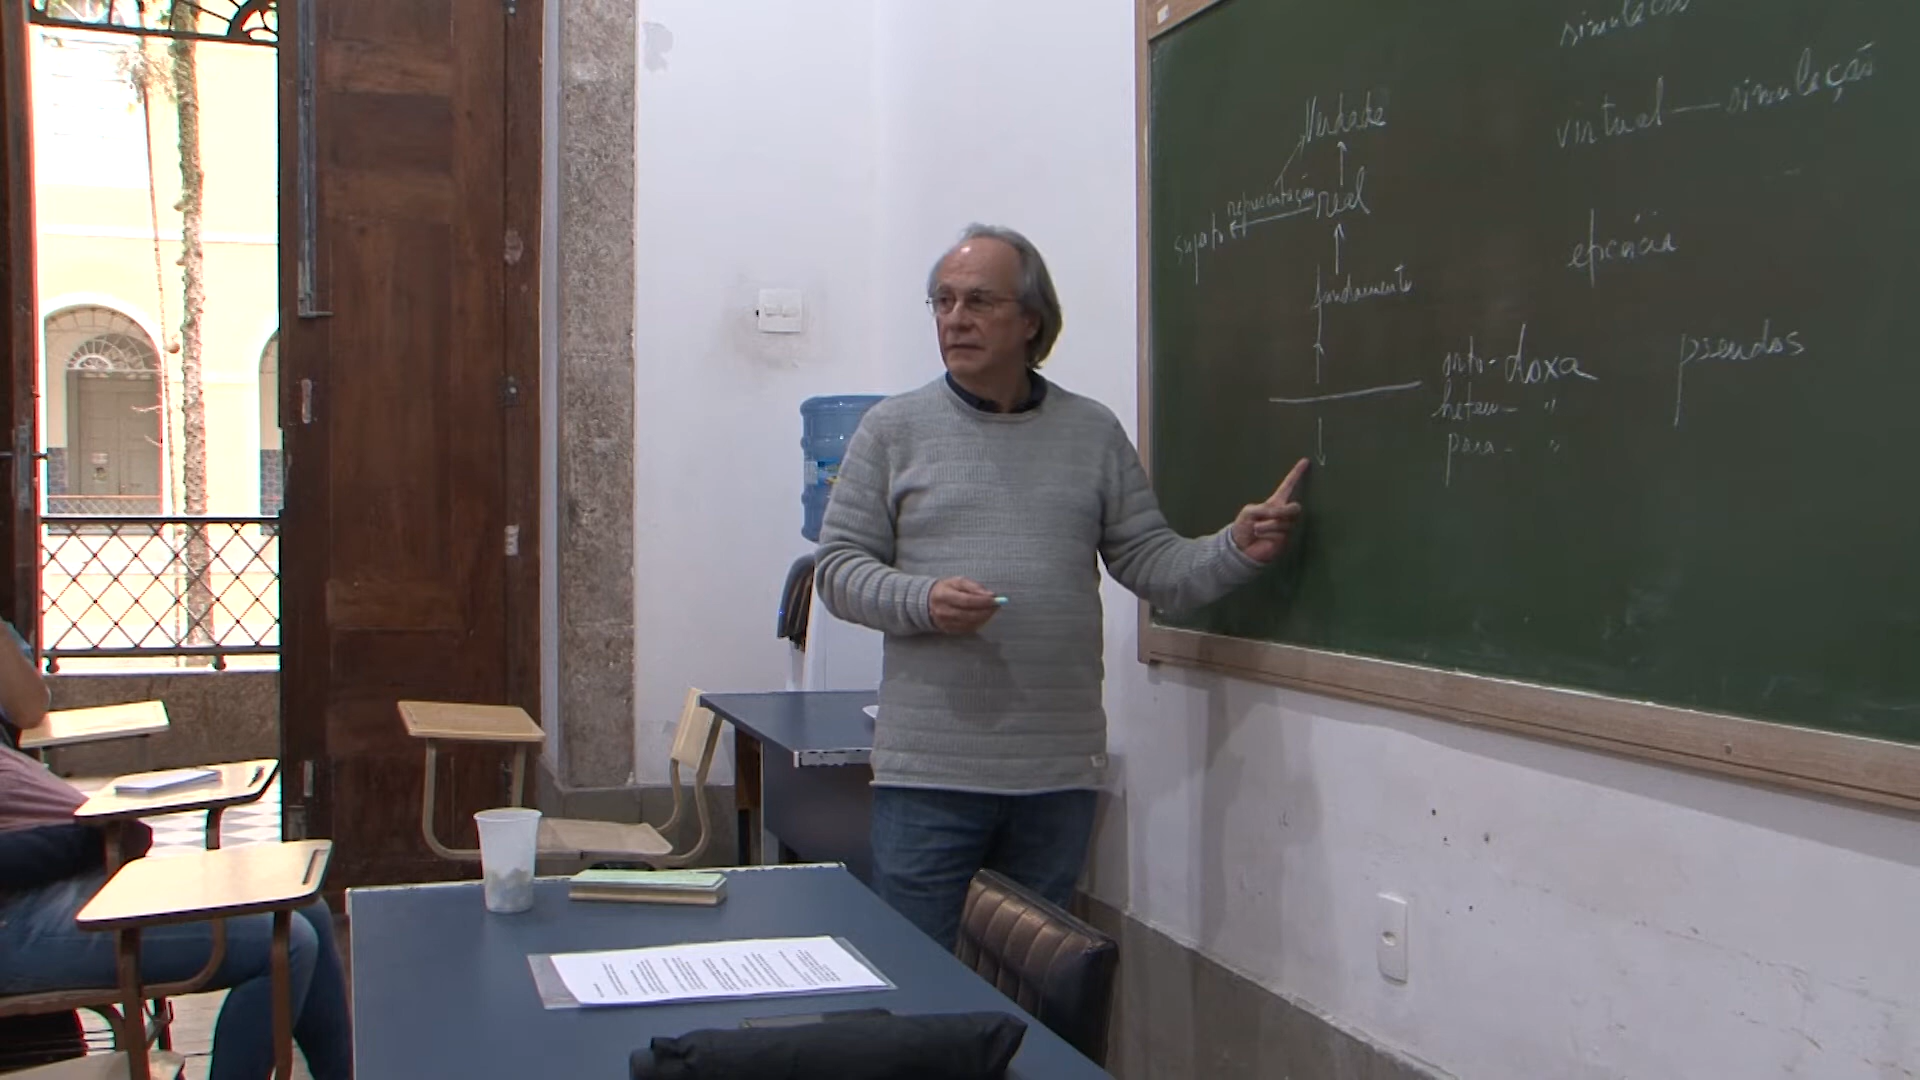 simulacro
virtual — simulação
Verdade
representação real
sujeito
eficácia
fundamento
orto-doxa
pseudos
hetero- "
para- "